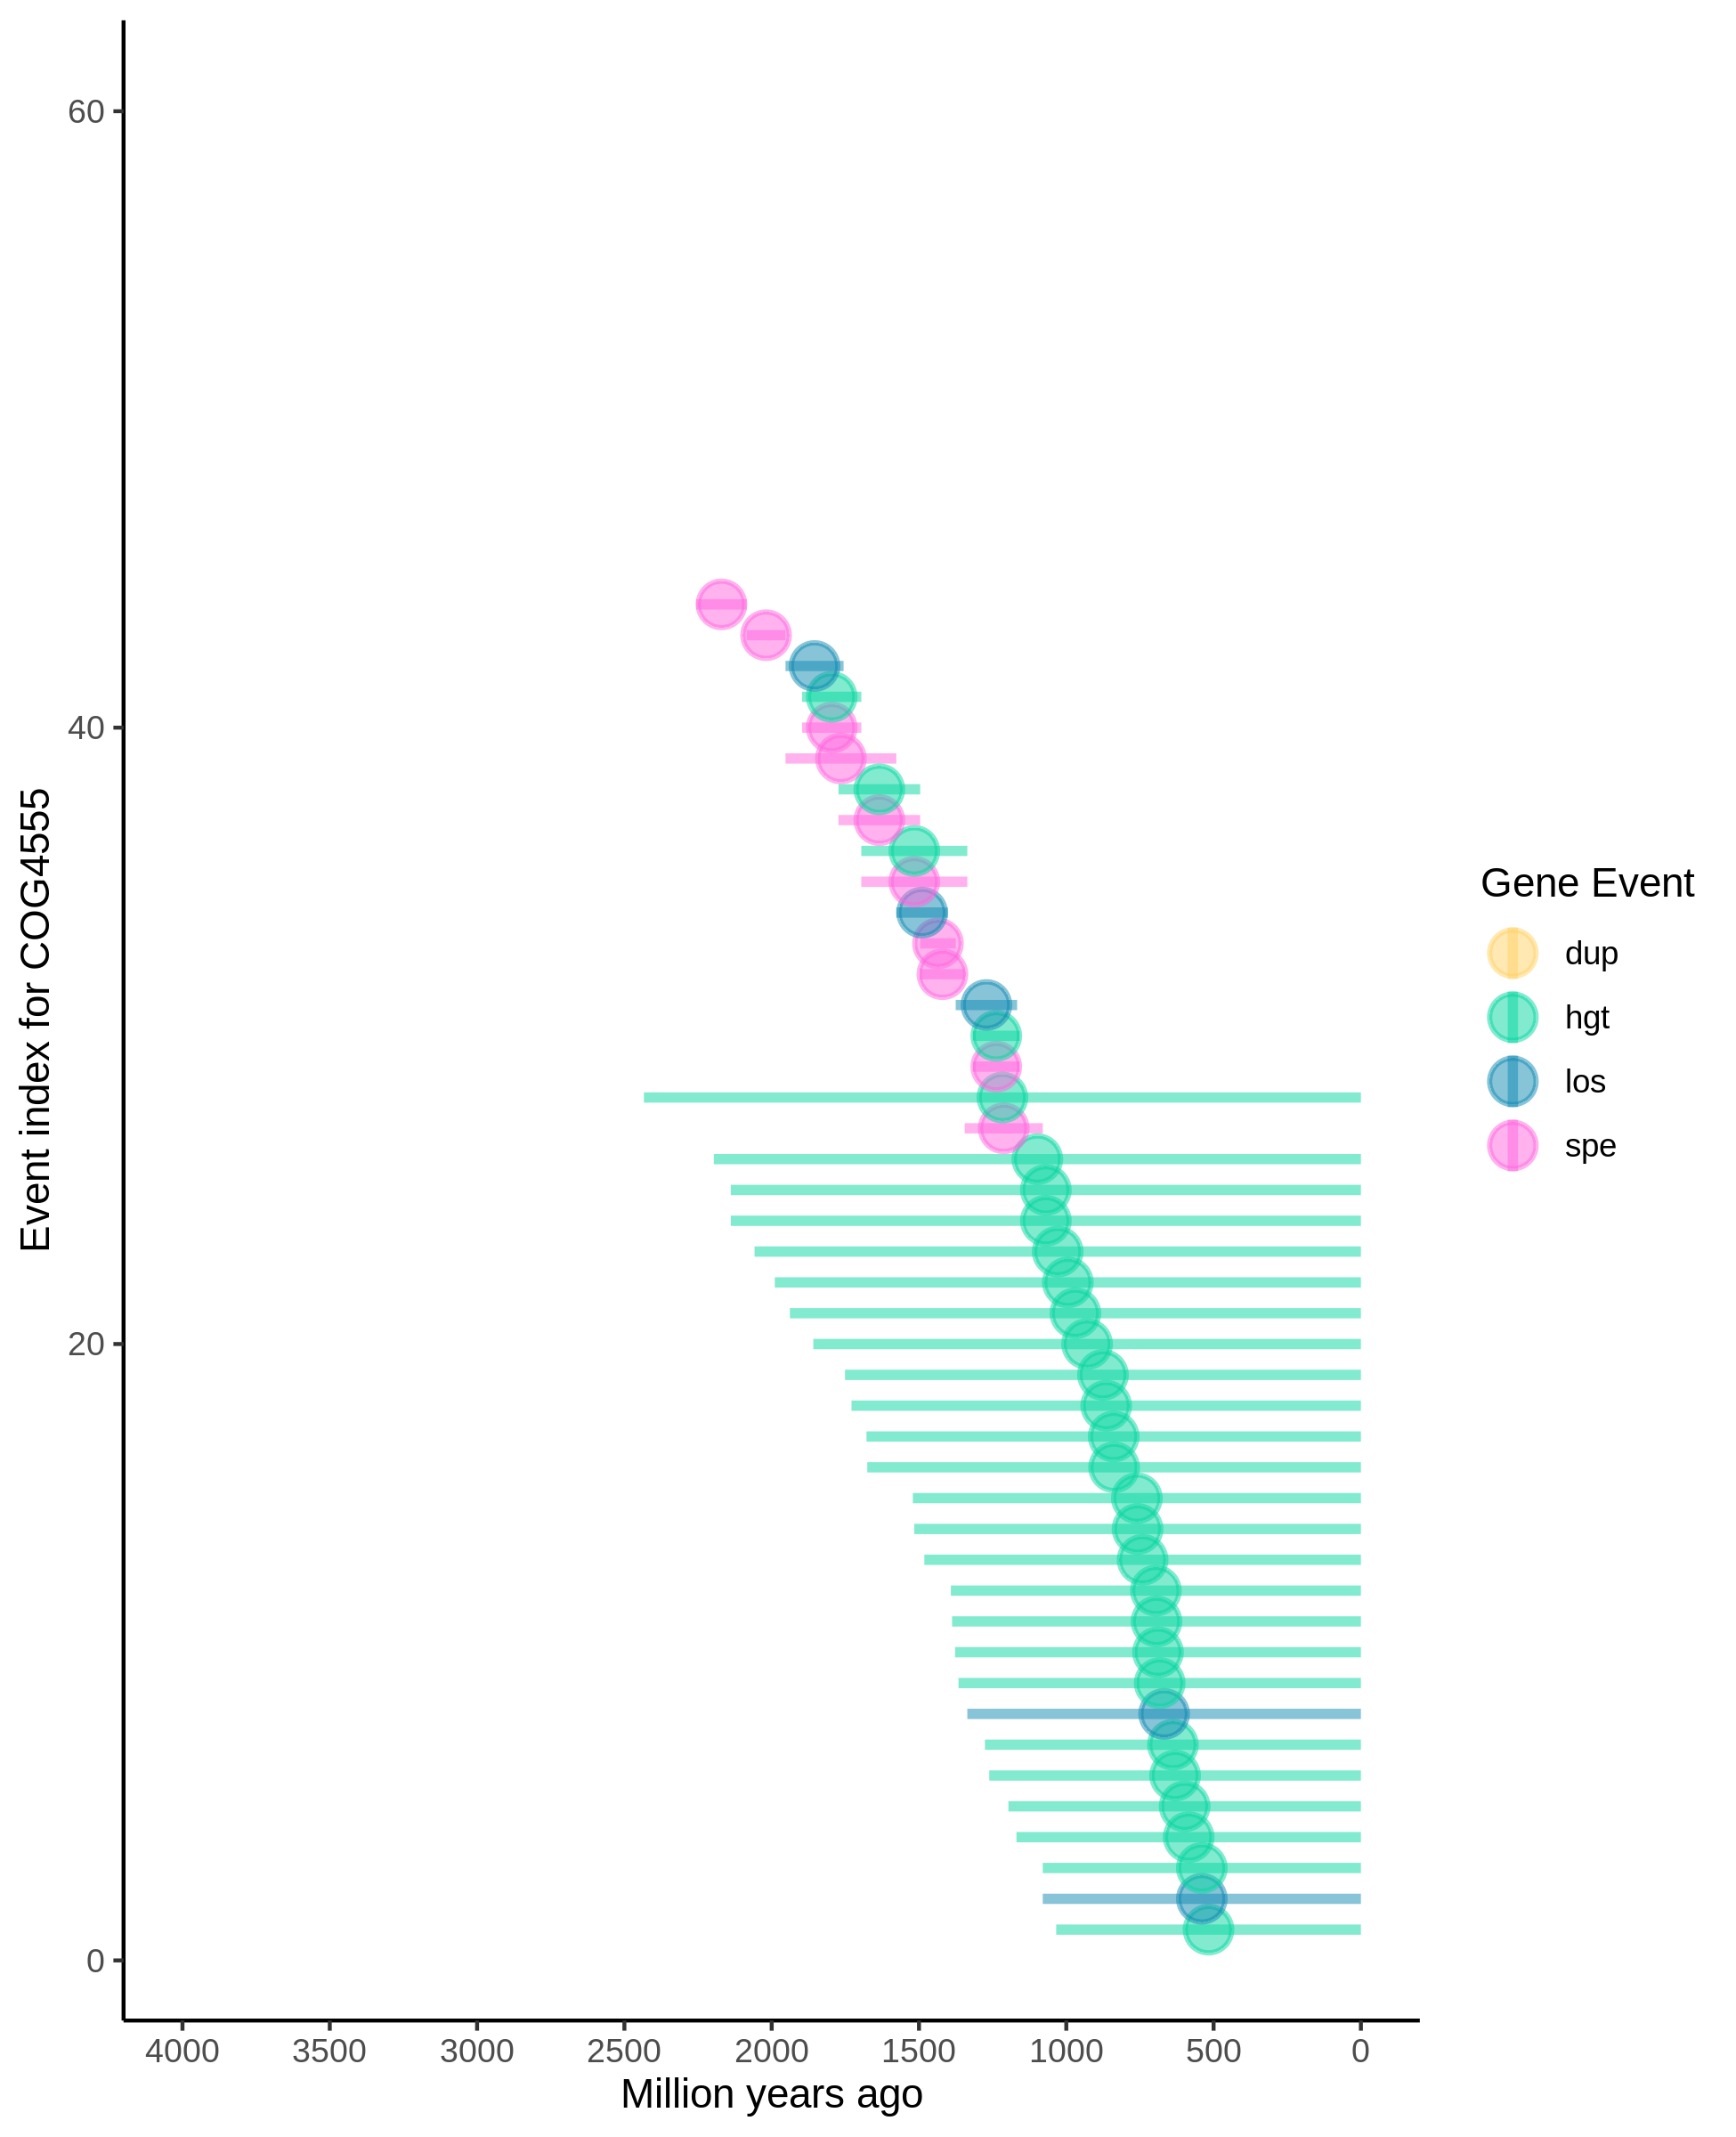 60
40
20
0
Event index for COG4555
4000 3500 3000 2500 2000 1500 1000 500 0
Million years ago
Gene Event
dup
hgt
los
spe